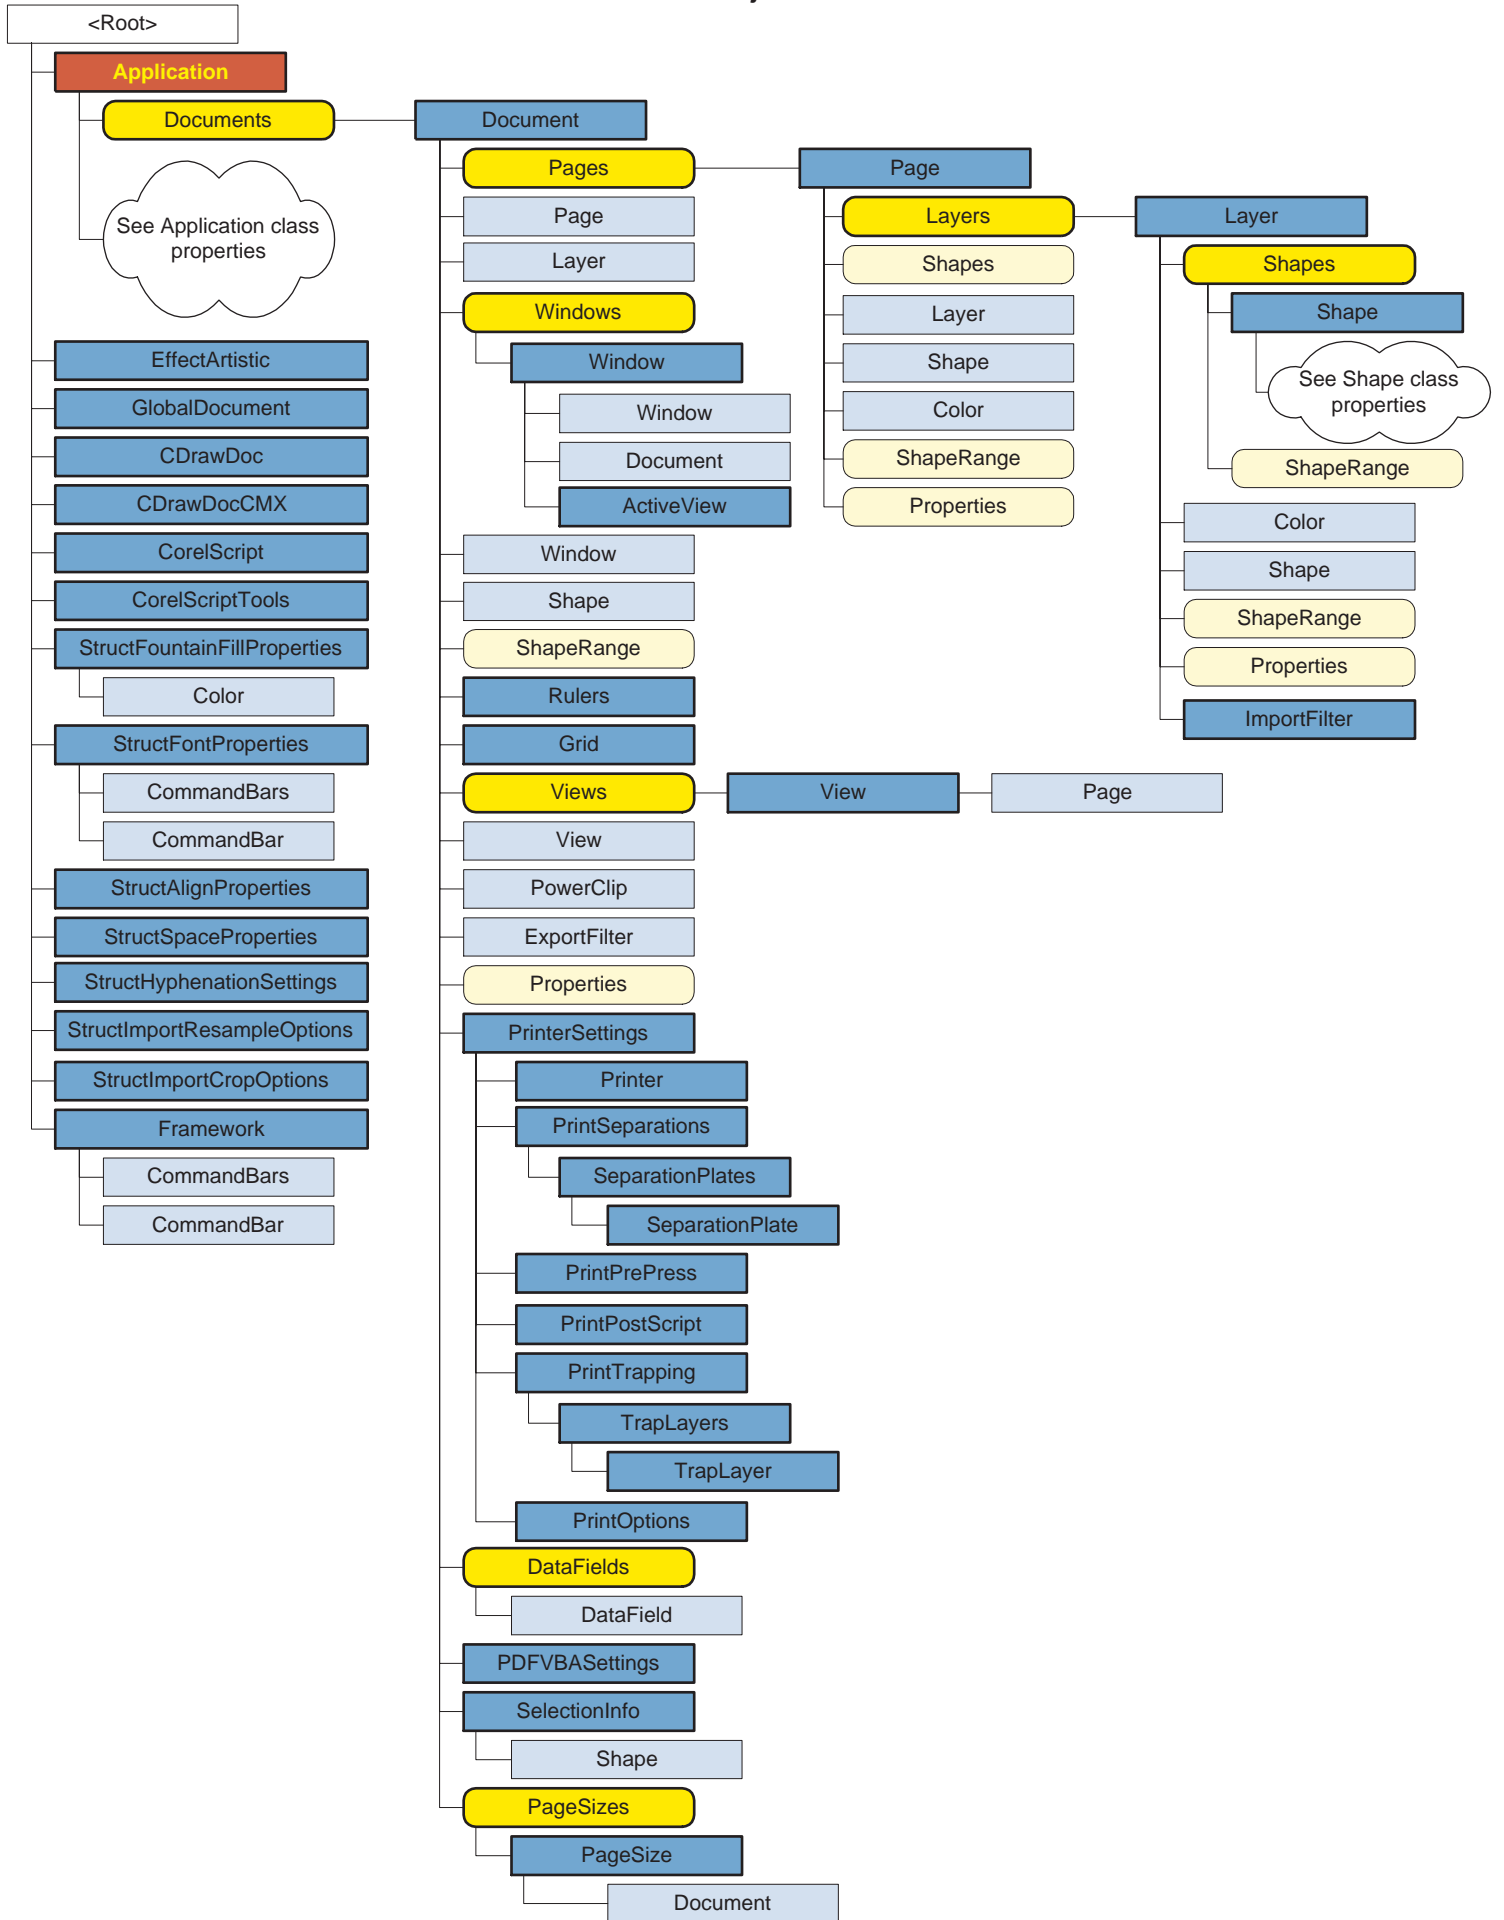 <Root>
Application
Documents
See Application class
properties
EffectArtistic
GlobalDocument
CDrawDoc
CDrawDocCMX
CorelScript
CorelScriptTools
StructFountainFillProperties
Color
StructFontProperties
CommandBars
CommandBar
StructAlignProperties
StructSpaceProperties
StructHyphenationSettings
StructImportResampleOptions
StructImportCropOptions
Framework
CommandBars
CommandBar
Document
Pages
Page
Layer
Windows
Window
Window
Document
ActiveView
Window
Shape
ShapeRange
Rulers
Grid
Views
View
Page
View
PowerClip
ExportFilter
Properties
PrinterSettings
Printer
PrintSeparations
SeparationPlates
SeparationPlate
PrintPrePress
PrintPostScript
PrintTrapping
TrapLayers
TrapLayer
PrintOptions
DataFields
DataField
PDFVBASettings
SelectionInfo
Shape
PageSizes
PageSize
Document
Page
Layers
Shapes
Layer
Shape
Color
ShapeRange
Properties
Layer
Shapes
Shape
See Shape class
properties
ShapeRange
Color
Shape
ShapeRange
Properties
ImportFilter